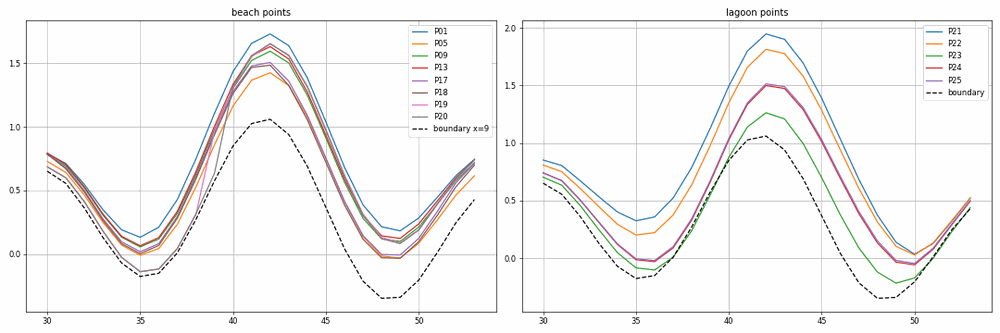 beach points
P01
P05
P09
P13
P17
P18
P19
P20
boundary x=9
1.5
1.0
0.5
0.0
30
35
40
45
50
lagoon points
P21
P22
P23
P24
P25
boundary
2.0
1.5
1.0
0.5
0.0
30
35
40
45
50